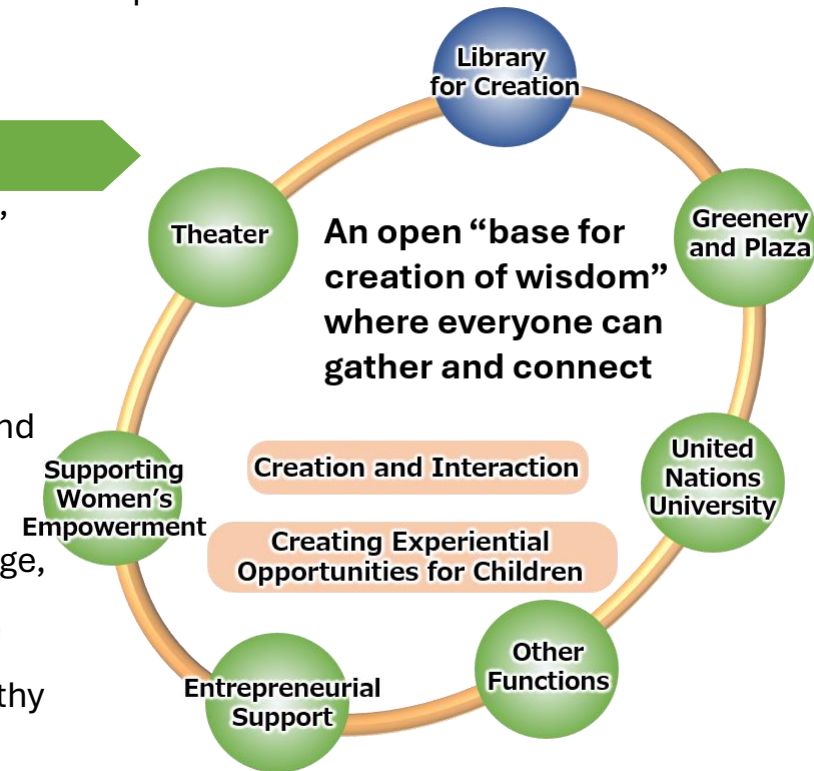 Library
for Creation
Theater
Greenery
and Plaza
An open “base for
creation of wisdom”
where everyone can
gather and connect
United
Nations
University
Creation and Interaction
Supporting
Women’s
Empowerment
Creating Experiential
Opportunities for Children
Other
Functions
Entrepreneurial
Support